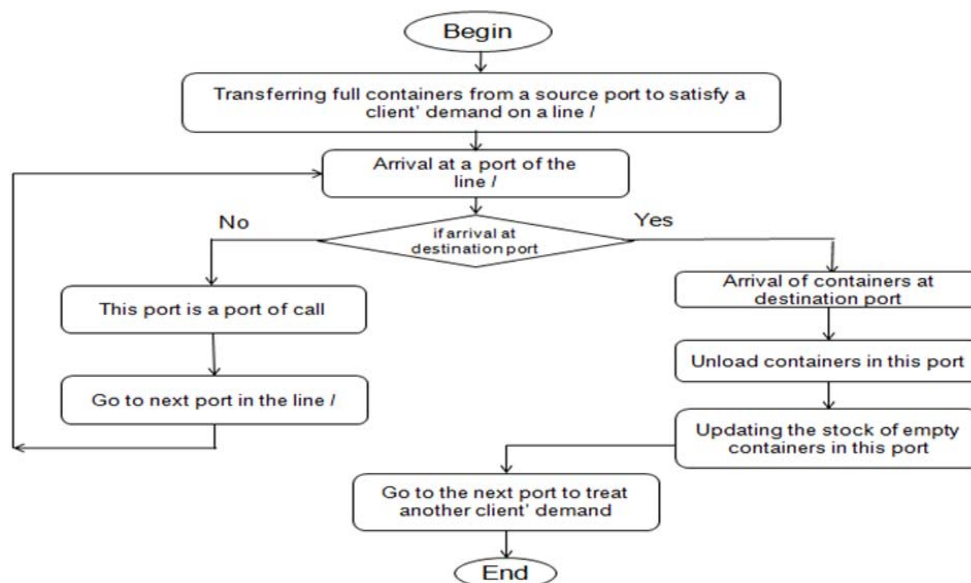 Begin
Transferring full containers from a source port to satisfy a
client' demand on a line l
Arrival at a port of the
line l
No
Yes
if arrival at
destination port
This port is a port of call
Go to next port in the line l
Arrival of containers at
destination port
Unload containers in this port
Updating the stock of empty
containers in this port
Go to the next port to treat
another client' demand
End